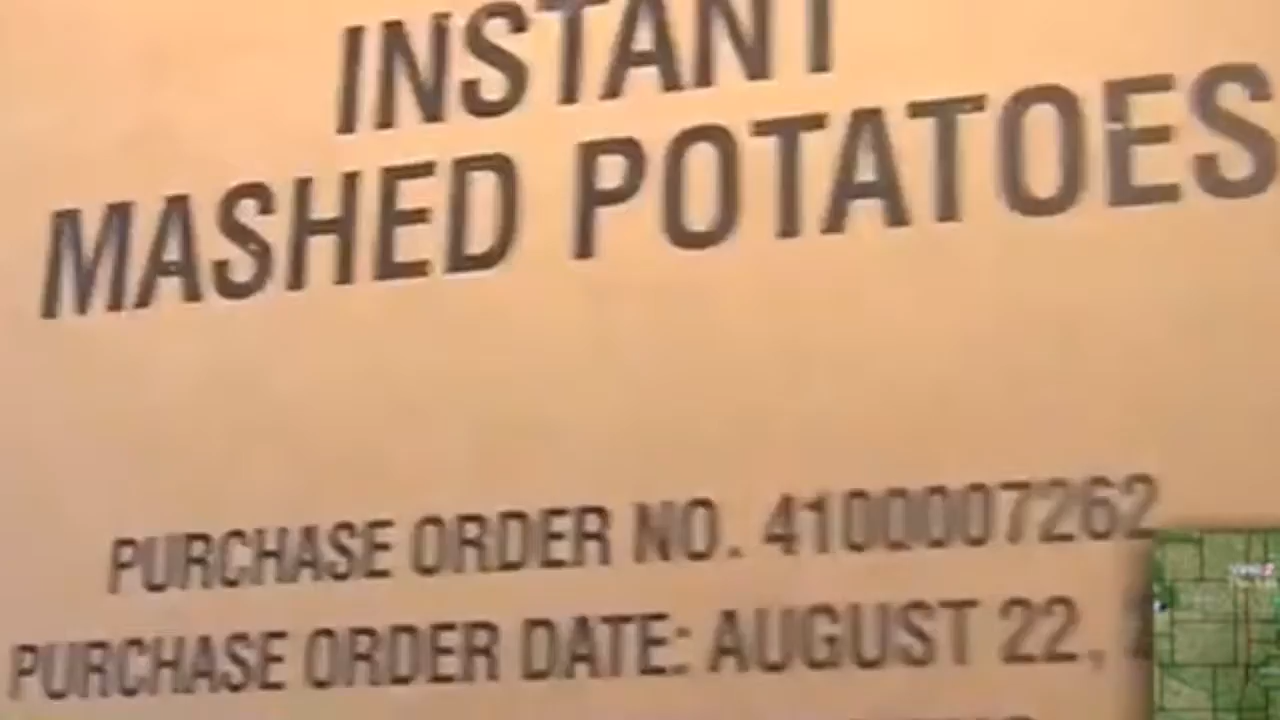 INSTANT
MASHED POTATOES
PURCHASE ORDER NO. 4100007262
PURCHASE ORDER DATE: AUGUST 22,